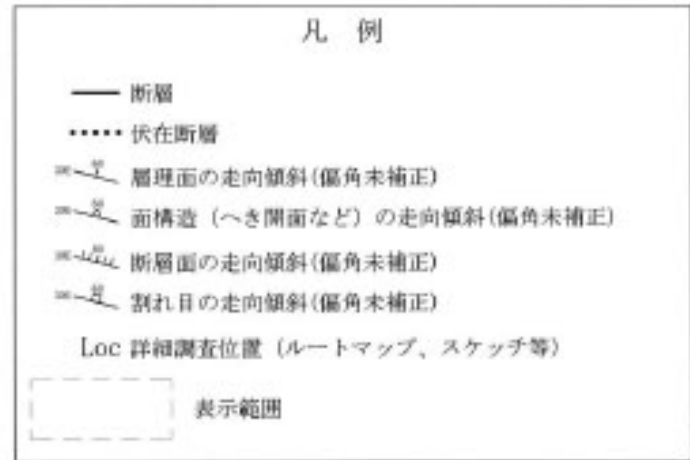 凡 例
断層
伏在断層
層理面の走向傾斜(偏角未補正)
面構造（へき開面など）の走向傾斜(偏角未補正)
断層面の走向傾斜(偏角未補正)
割れ目の走向傾斜(偏角未補正)
Loc 詳細調査位置（ルートマップ、スケッチ等）
表示範囲